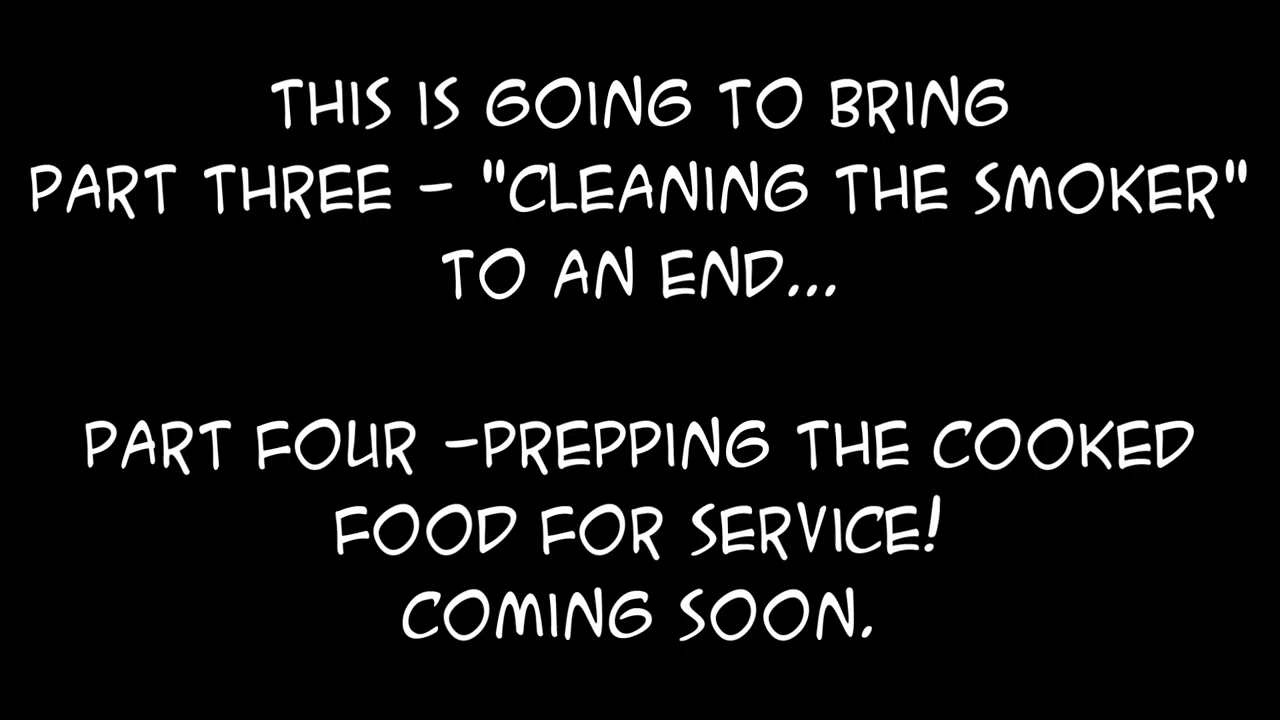 THIS IS GOING TO BRING
PART THREE - "CLEANING THE SMOKER"
TO AN END...
PART FOUR -PREPPING THE COOKED
FOOD FOR SERVICE!
COMING SOON.